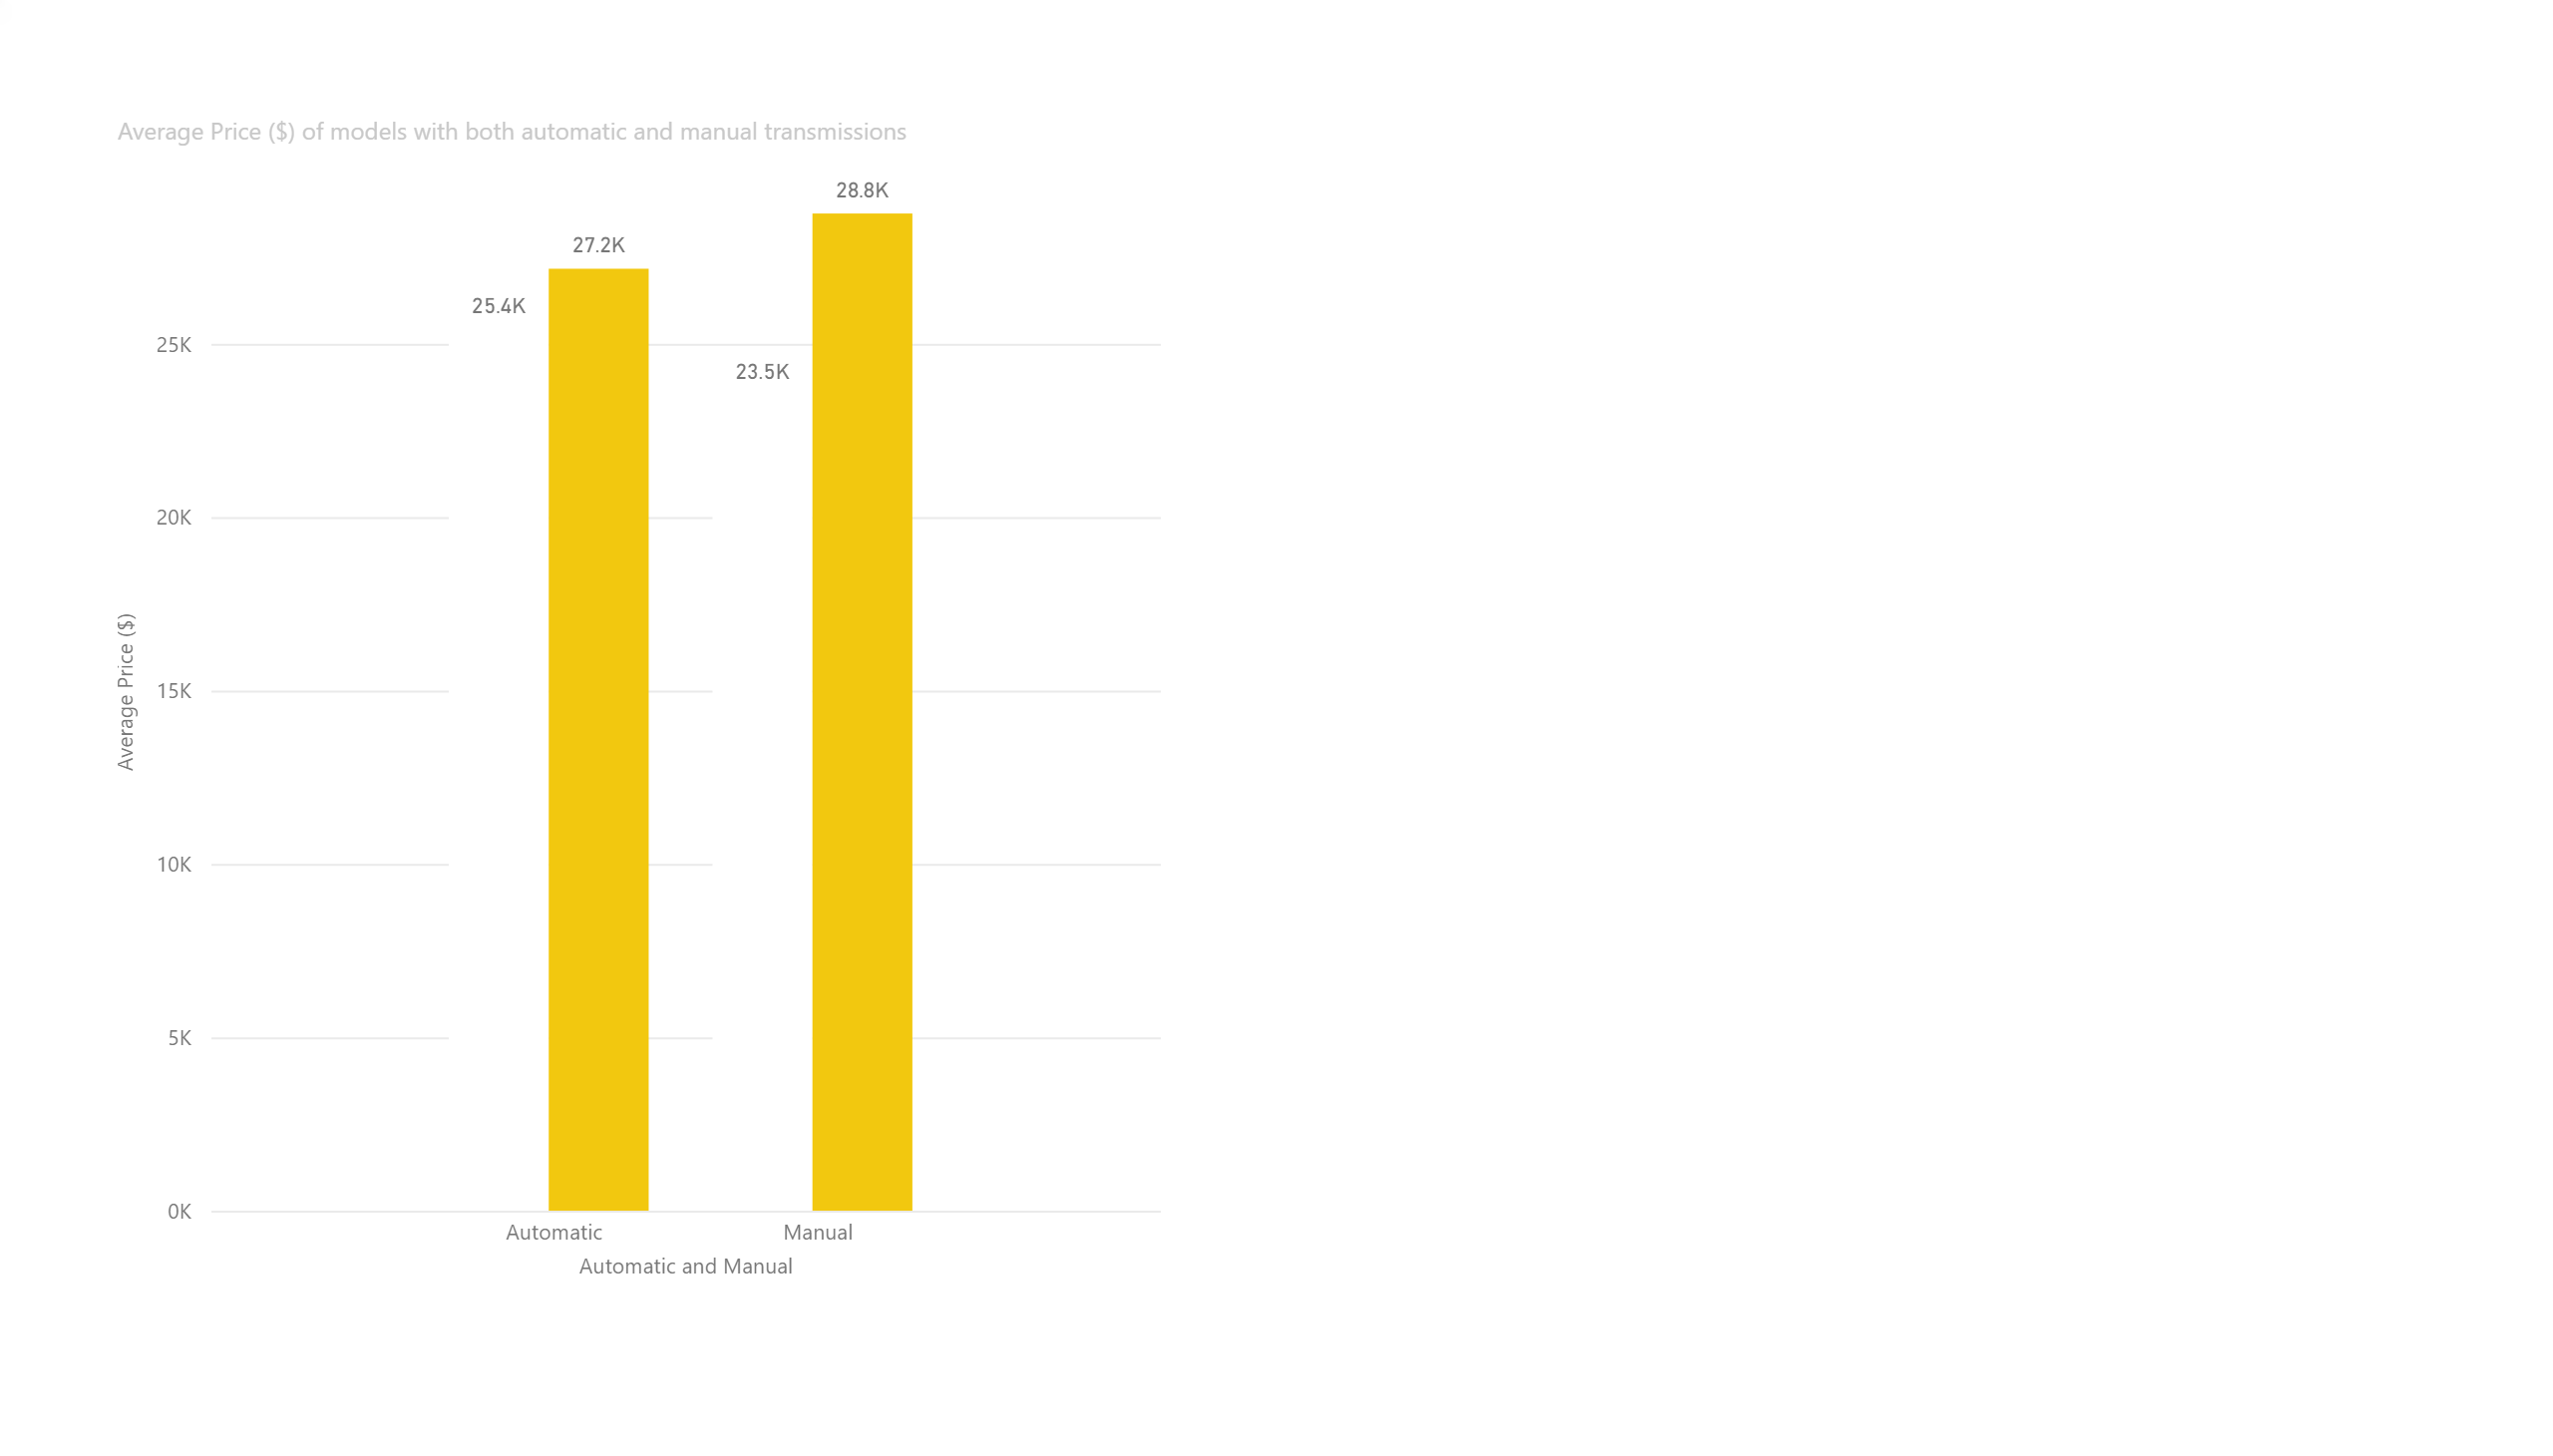 Average Price ($) of models with both automatic and manual transmissions
28.8K
27.2K
25.4K
25K
23.5K
20K
15K
10K
5K
0K
Average Price ($)
Automatic
Manual
Automatic and Manual